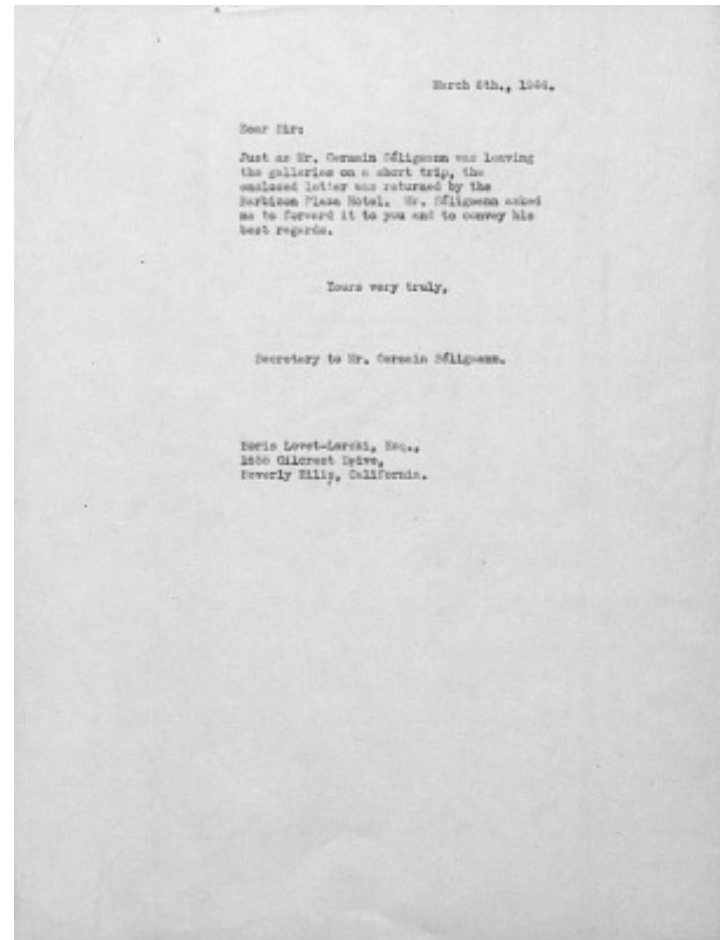 March 6th., 1944.
Dear Sir:
Just as Mr. Germain Séligmann was leaving
the galleries on a short trip, the
enclosed letter was returned by the
Barbizon Plaza Hotel. Mr. Séligmann asked
me to forward it to you and to convey his
best regards.
Yours very truly,
Secretary to Mr. Germain Séligmann.
Boris Lovet-Lorski, Esq.,
Gilcrest Drive,
Beverly Hills, California.